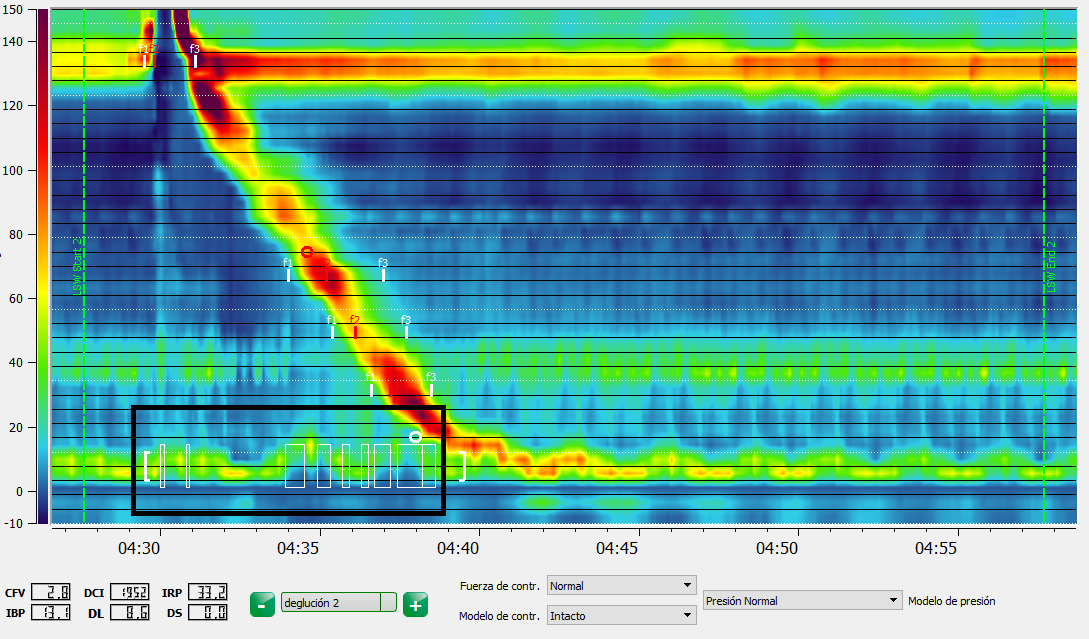 150
140
120
100
80
60
40
20
0
-10
f1 f2 f3
LSW Start 2
LSW End 2
f1 f2 f3
f1 f2 f3
f1 f3
04:30 04:35 04:40 04:45 04:50 04:55
CFV 2,8 DCI 1952 IRP 33,2
IBP 13,1 DL 8,6 DS 0,0
- deglución 2 +
Fuerza de contr. Normal
Modelo de contr. Intacto
Presión Normal Modelo de presión